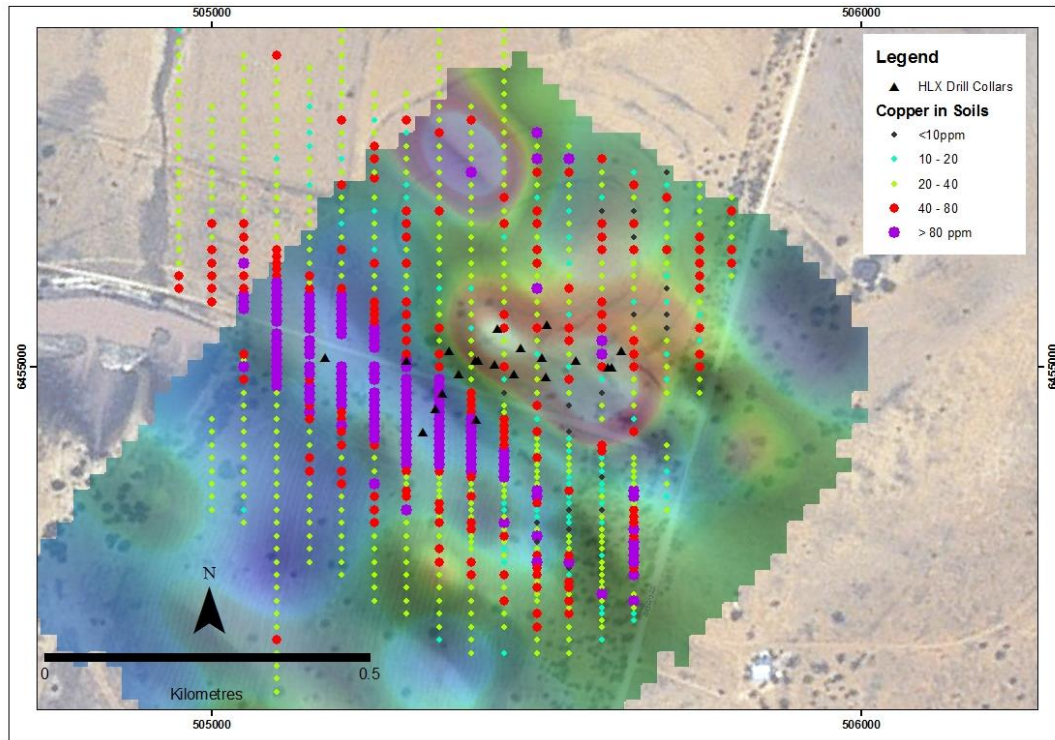 505000
506000
Legend
HLX Drill Collars
Copper in Soils
<10ppm
10 - 20
20 - 40
40 - 80
> 80 ppm
6455000
6455000
N
0
0.5
Kilometres
505000
506000